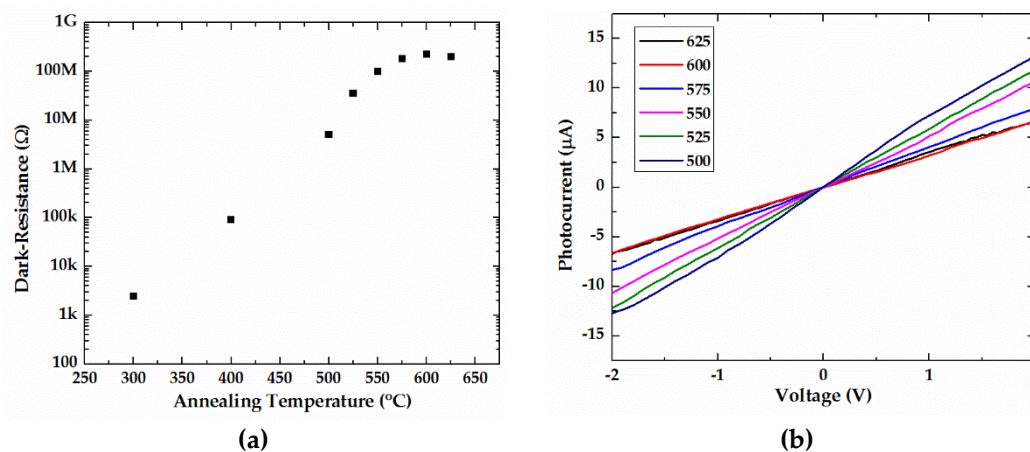 1G
100M
10M
1M
100k
10k
1k
100
Dark-Resistance (Ω)
250 300 350 400 450 500 550 600 650
Annealing Temperature (ºC)
(a)
15
10
5
0
-5
-10
-15
Photocurrent (μA)
625
600
575
550
525
500
-2 -1 0 1
Voltage (V)
(b)